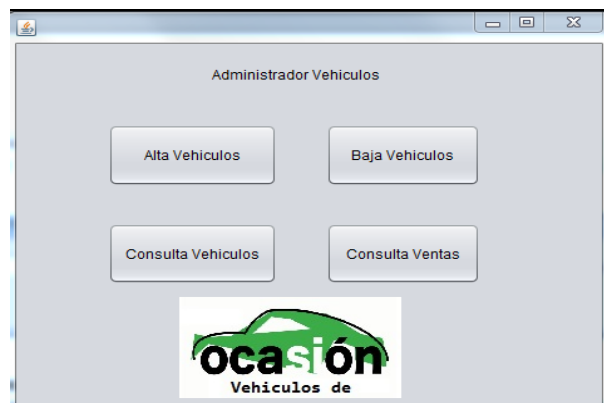 Administrador Vehiculos
Alta Vehiculos
Baja Vehiculos
Consulta Vehiculos
Consulta Ventas
ocasión
Vehiculos de